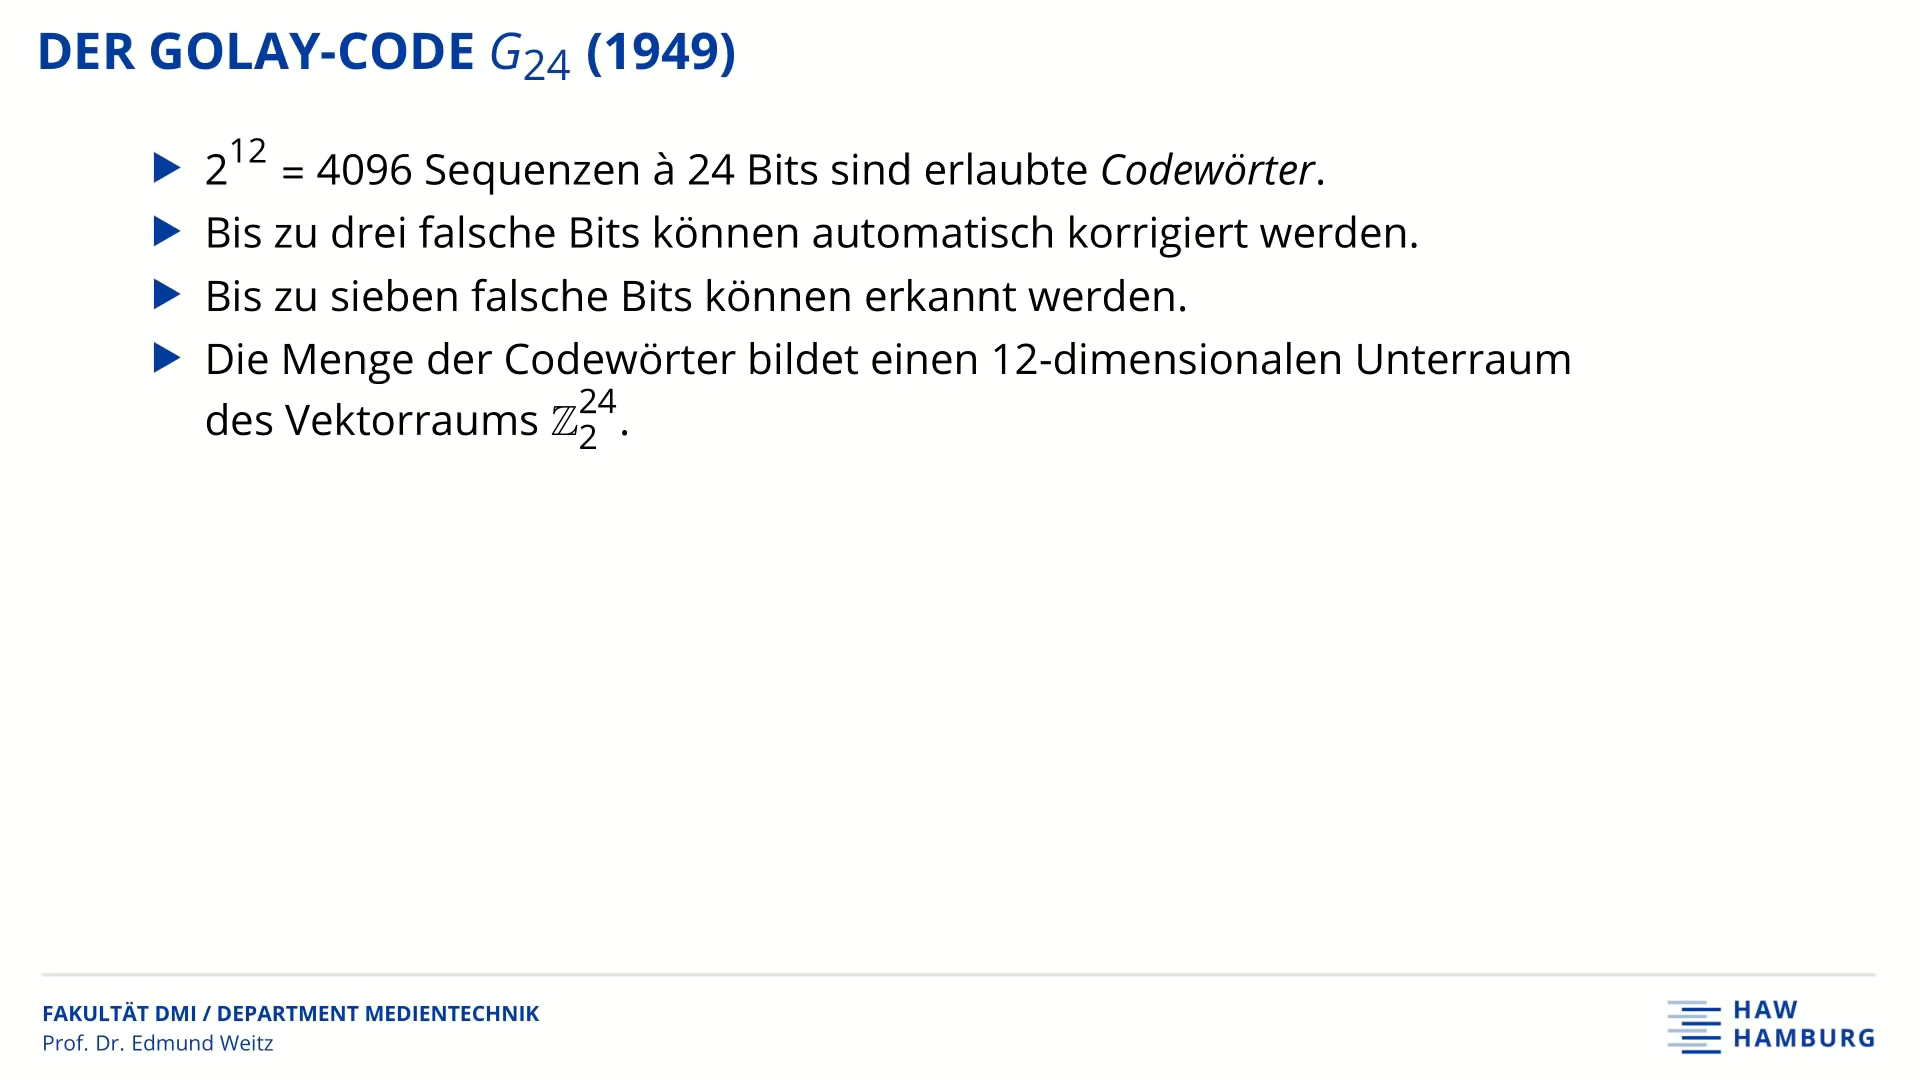 DER GOLAY-CODE G₂₄ (1949)
2¹² = 4096 Sequenzen à 24 Bits sind erlaubte Codewörter.
Bis zu drei falsche Bits können automatisch korrigiert werden.
Bis zu sieben falsche Bits können erkannt werden.
Die Menge der Codewörter bildet einen 12-dimensionalen Unterraum
des Vektorraums ℤ₂²⁴.
FAKULTÄT DMI / DEPARTMENT MEDIENTECHNIK
Prof. Dr. Edmund Weitz
HAW
HAMBURG